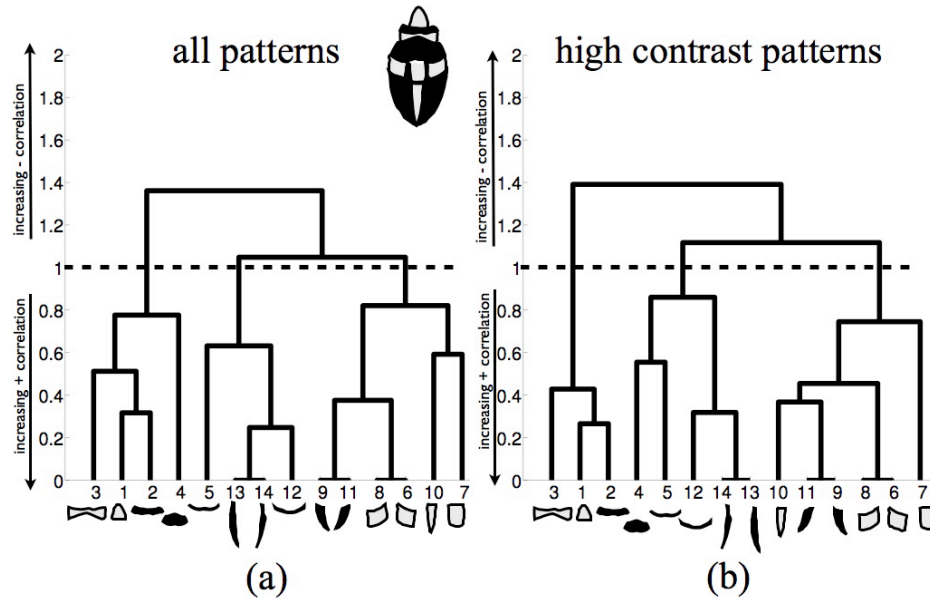 all patterns
high contrast patterns
increasing - correlation
increasing + correlation
2
1.8
1.6
1.4
1.2
1
0.8
0.6
0.4
0.2
0
3 1 2 4 5 13 14 12 9 11 8 6 10 7
(a)
increasing - correlation
increasing + correlation
2
1.8
1.6
1.4
1.2
1
0.8
0.6
0.4
0.2
0
3 1 2 4 5 12 14 13 10 11 9 8 6 7
(b)